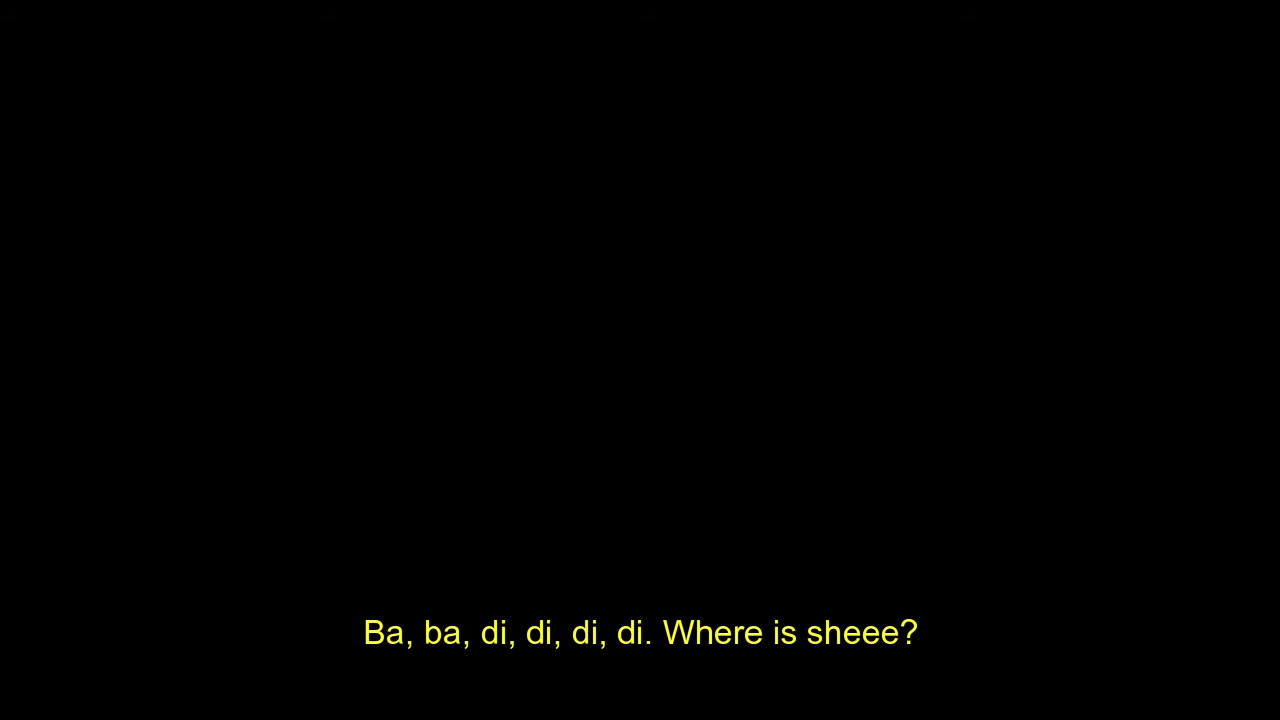 Ba, ba, di, di, di, di. Where is sheee?